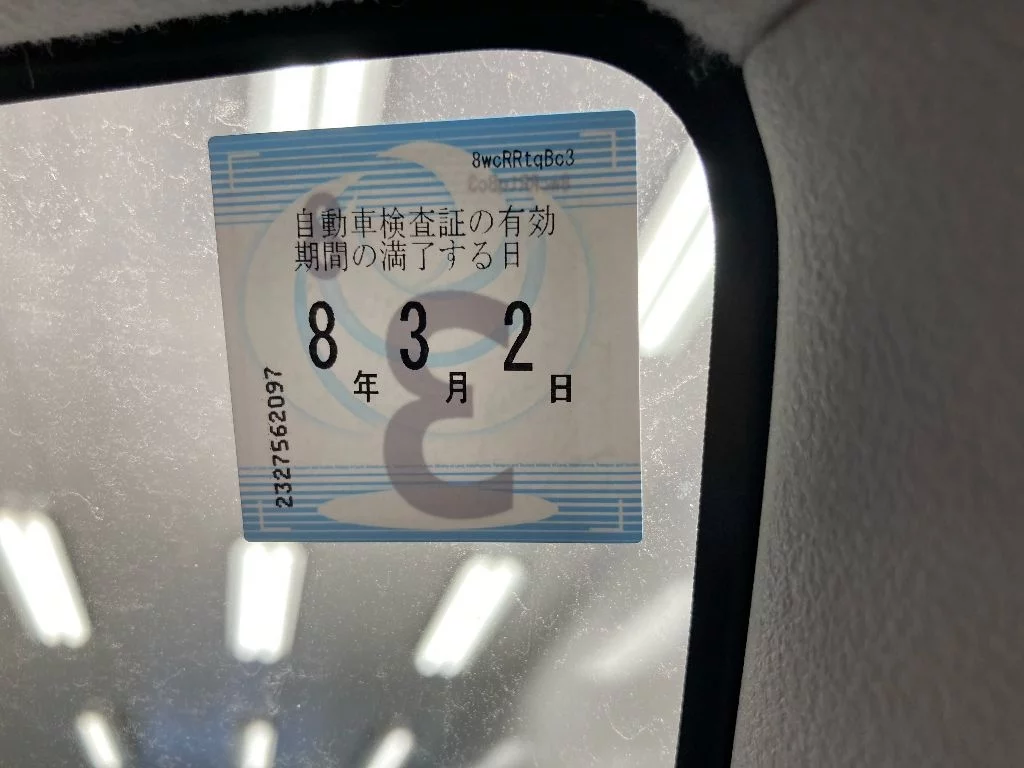 8wcRRtqBc3
自動車検査証の有効
期間の満了する日
8年 3月 2日
2327562097